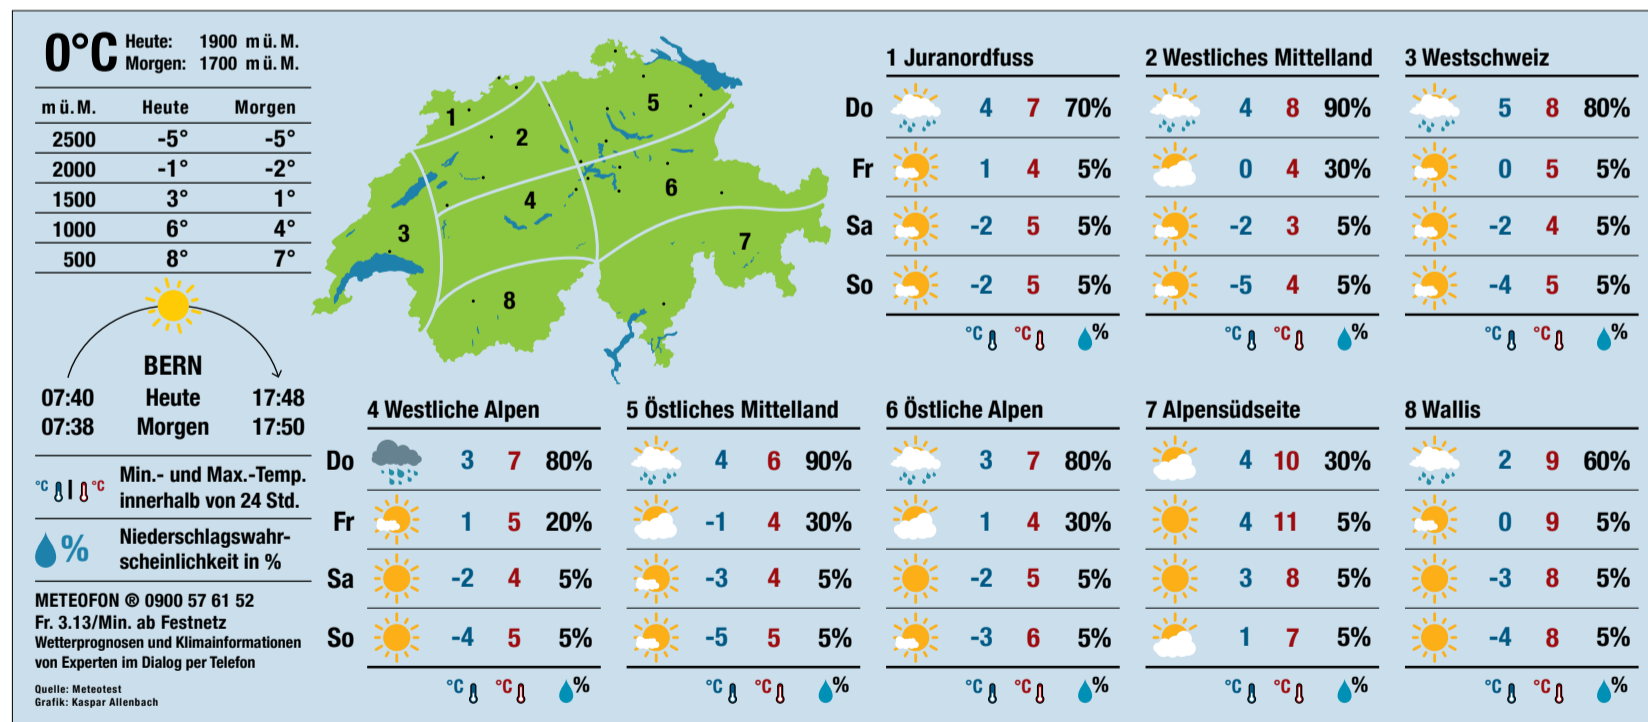 0°C
Heute: 1900 m ü. M.
Morgen: 1700 m ü. M.
m ü. M. Heute Morgen
2500 -5° -5°
2000 -1° -2°
1500 3° 1°
1000 6° 4°
500 8° 7°
BERN
07:40 Heute 17:48
07:38 Morgen 17:50
°C | °C Min.- und Max.-Temp.
innerhalb von 24 Std.
% Niederschlagswahr-
scheinlichkeit in %
METEOFON ® 0900 57 61 52
Fr. 3.13/Min. ab Festnetz
Wetterprognosen und Klimainformationen
von Experten im Dialog per Telefon
Quelle: Meteotest
Grafik: Kaspar Allenbach
1
2
3
4
5
6
7
8
1 Juranordfuss
Do 4 7 70%
Fr 1 4 5%
Sa -2 5 5%
So -2 5 5%
°C °C %
2 Westliches Mittelland
4 8 90%
0 4 30%
-2 3 5%
-5 4 5%
°C °C %
3 Westschweiz
5 8 80%
0 5 5%
-2 4 5%
-4 5 5%
°C °C %
4 Westliche Alpen
Do 3 7 80%
Fr 1 5 20%
Sa -2 4 5%
So -4 5 5%
°C °C %
5 Östliches Mittelland
4 6 90%
-1 4 30%
-3 4 5%
-5 5 5%
°C °C %
6 Östliche Alpen
3 7 80%
1 4 30%
-2 5 5%
-3 6 5%
°C °C %
7 Alpensüdseite
4 10 30%
4 11 5%
3 8 5%
1 7 5%
°C °C %
8 Wallis
2 9 60%
0 9 5%
-3 8 5%
-4 8 5%
°C °C %